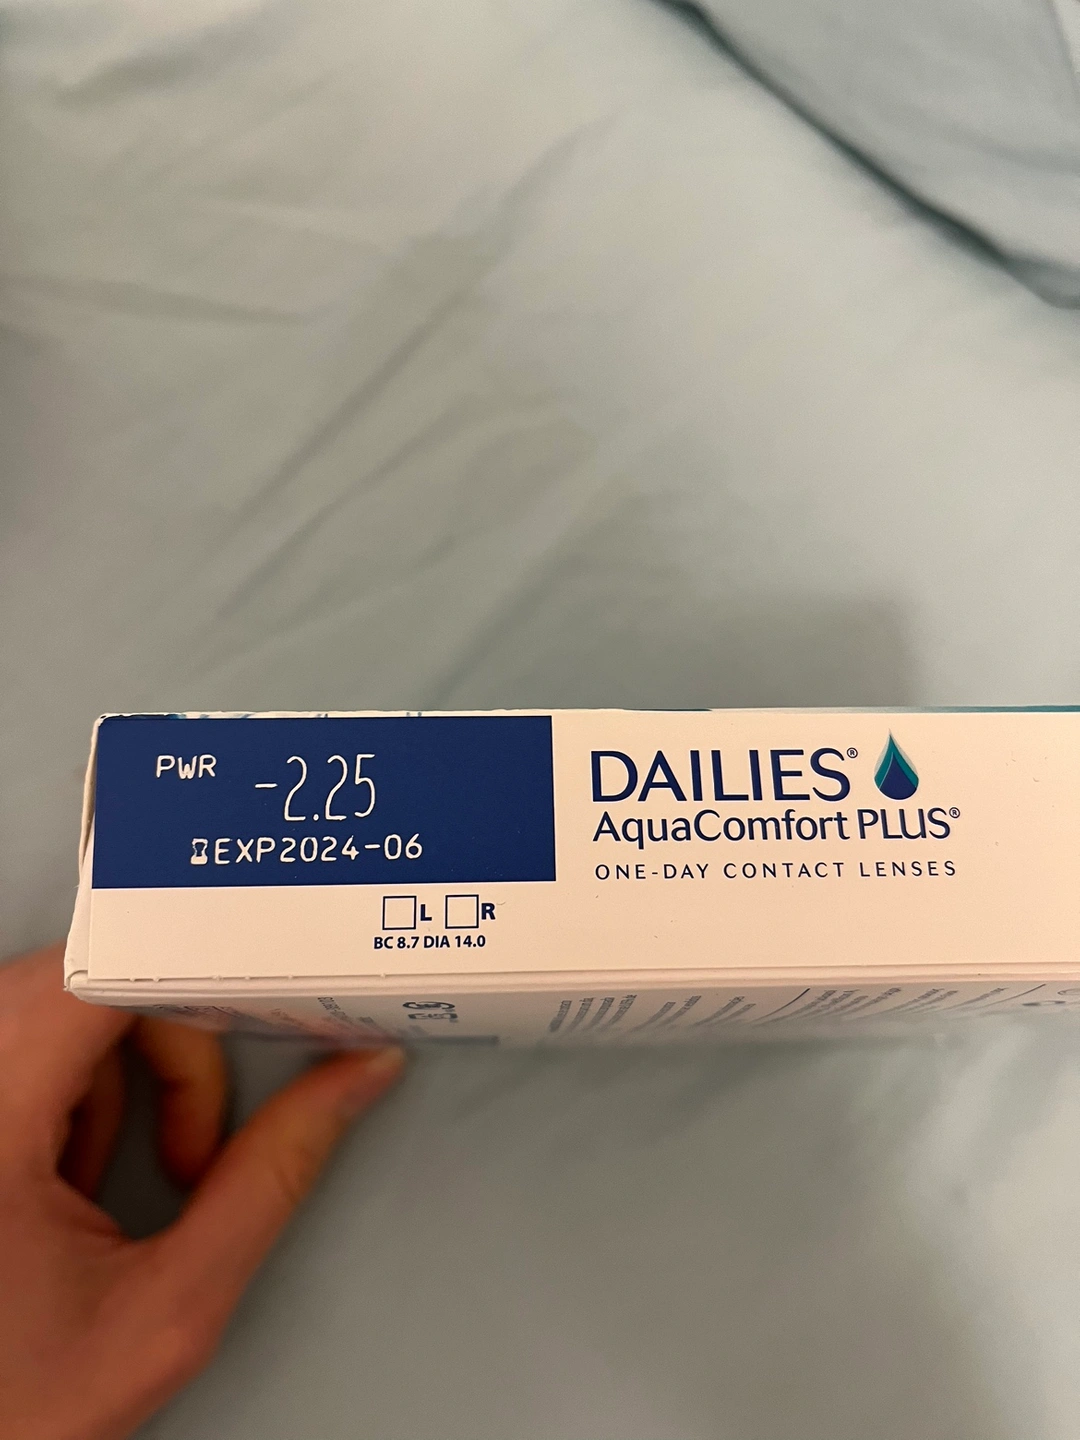 PWR -2.25
EXP2024-06
L R
BC 8.7 DIA 14.0
DAILIES®
AquaComfort PLUS®
ONE-DAY CONTACT LENSES